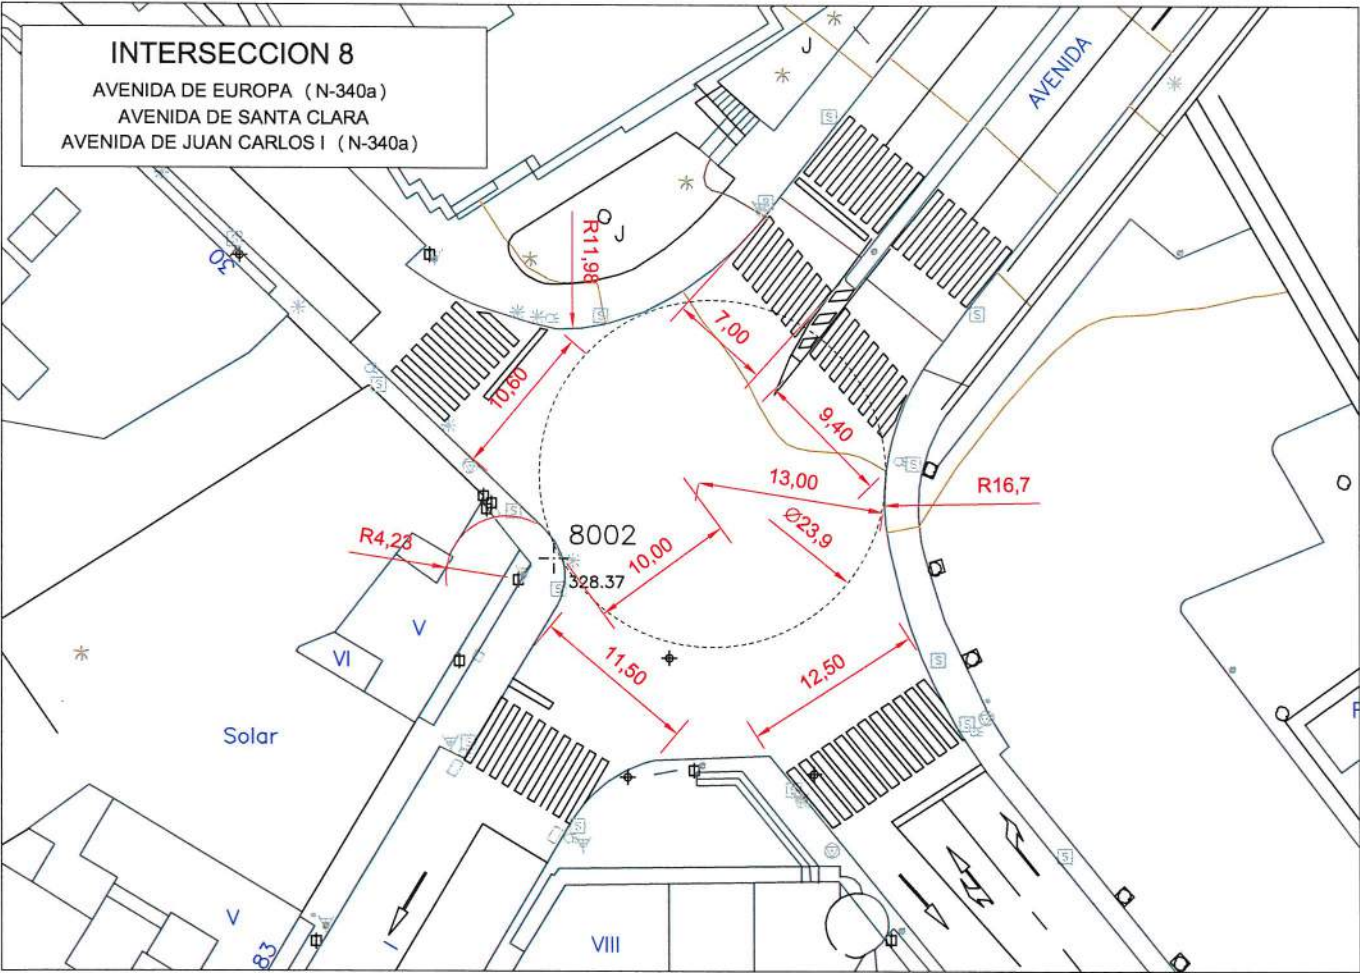 INTERSECCION 8
AVENIDA DE EUROPA (N-340a)
AVENIDA DE SANTA CLARA
AVENIDA DE JUAN CARLOS I (N-340a)
J
AVENIDA
S
J
R11,98
S
30
S
S
S
7,00
10,60
S
9,40
S
13,00
R16,7
S
Ø23,9
R4,23
8002
10,00
328.37
S
V
VI
11,50
12,50
S
Solar
S
S
S
S
S
V
83
I
VIII